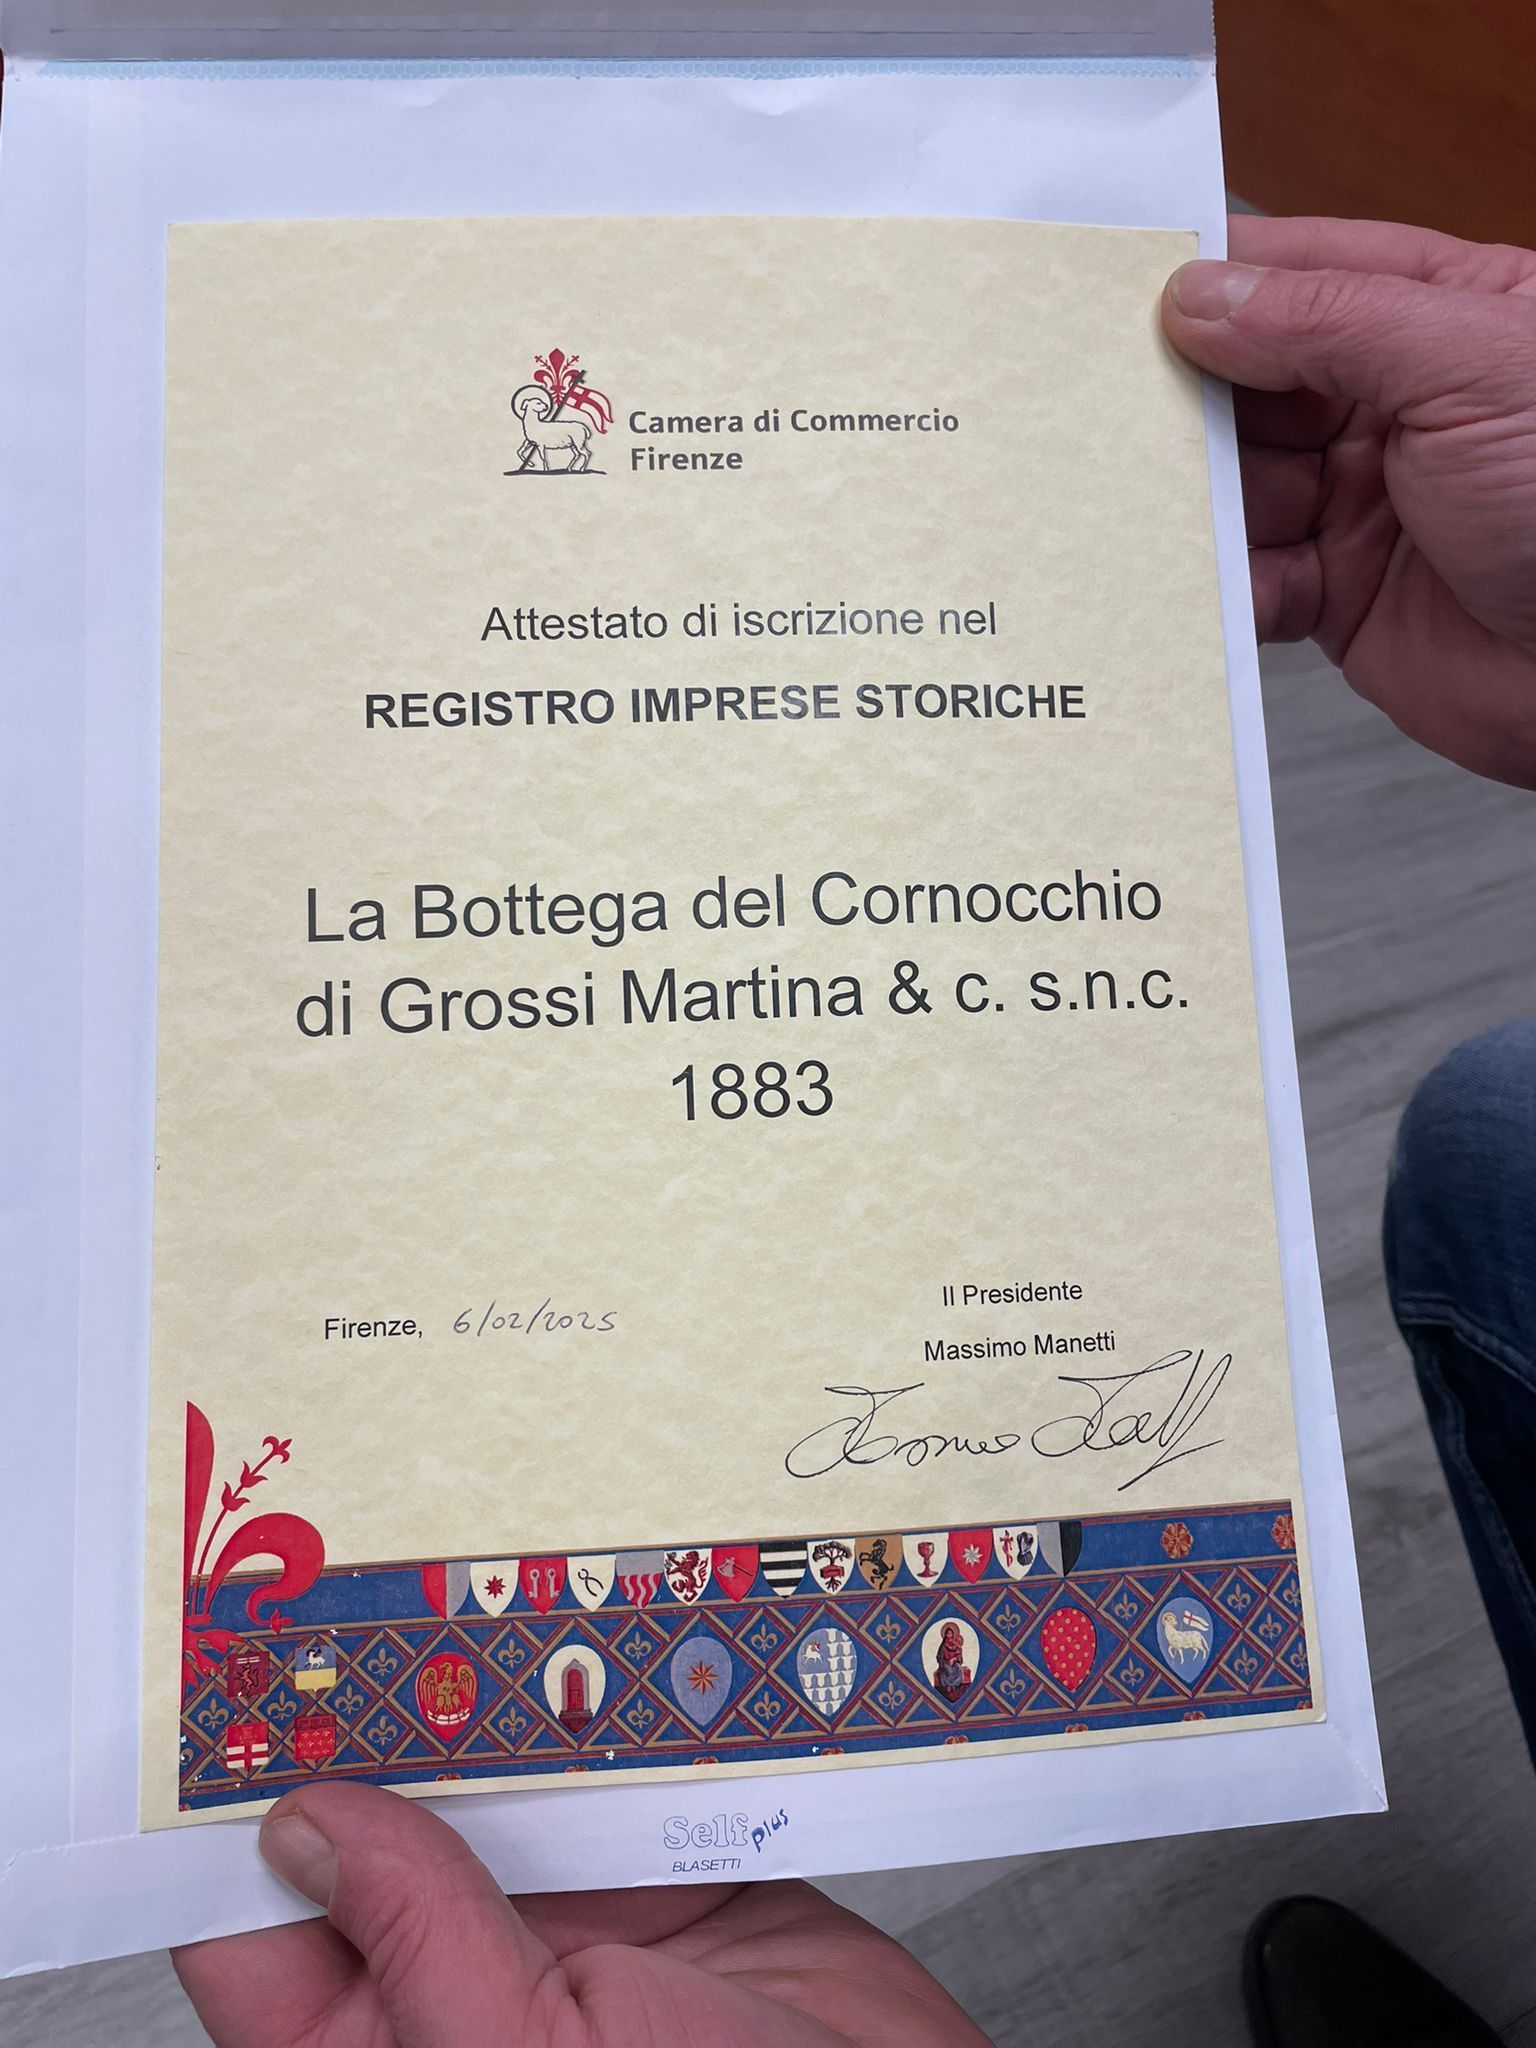 Camera di Commercio
Firenze
Attestato di iscrizione nel
REGISTRO IMPRESE STORICHE
La Bottega del Cornocchio
di Grossi Martina & c. s.n.c.
1883
Il Presidente
Firenze, 6/02/2025
Massimo Manetti
Self plus
BLASETTI